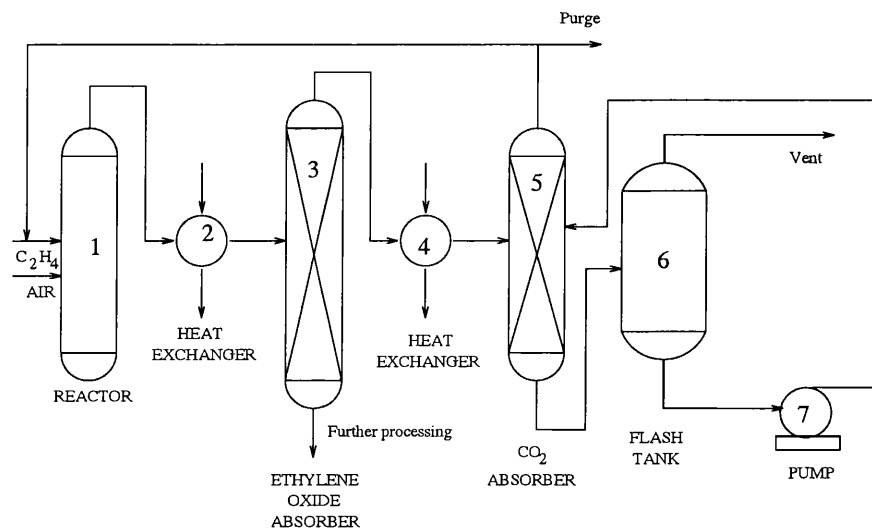 Purge
Vent
1
2
3
4
5
6
7
C2H4
AIR
REACTOR
HEAT
EXCHANGER
HEAT
EXCHANGER
Further processing
ETHYLENE
OXIDE
ABSORBER
CO2
ABSORBER
FLASH
TANK
PUMP